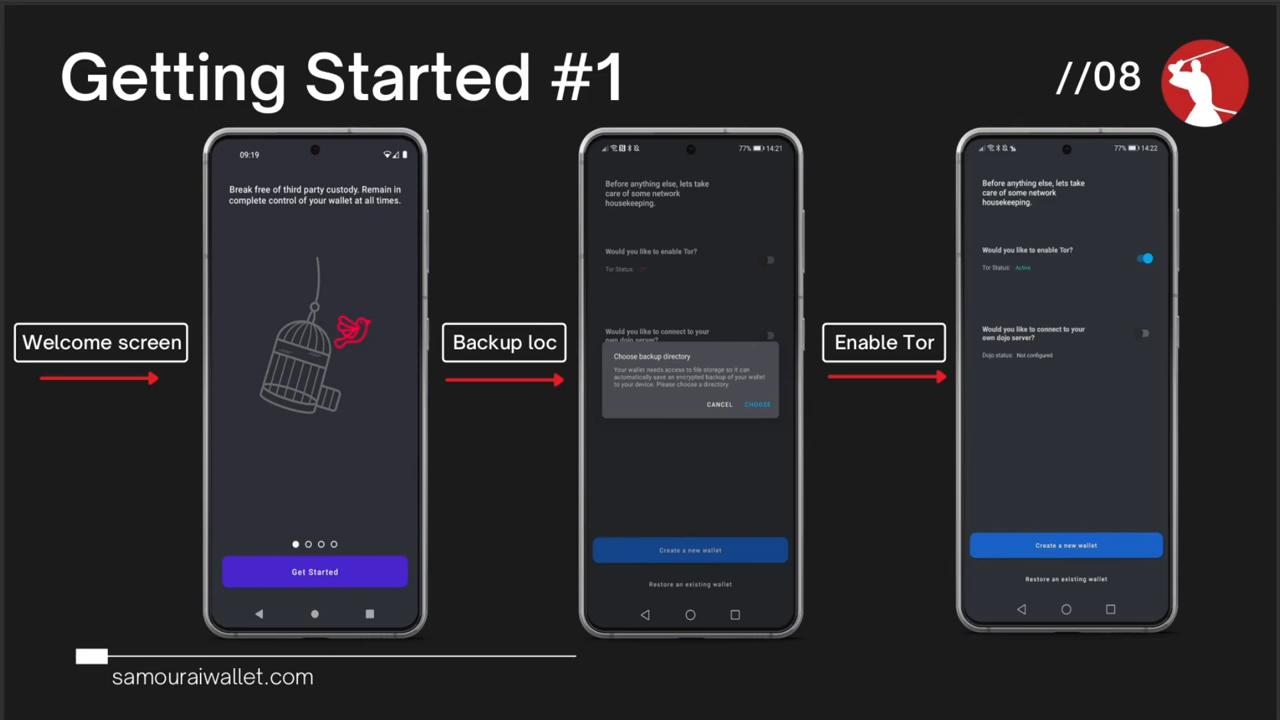 Getting Started #1
//08
Welcome screen
09:19
Break free of third party custody. Remain in
complete control of your wallet at all times.
Get Started
Backup loc
77% 14:21
Before anything else, lets take
care of some network
housekeeping.
Would you like to enable Tor?
Tor Status:
Would you like to connect to your
own dojo server?
Choose backup directory
Your wallet needs access to file storage so it can
automatically save an encrypted backup of your wallet
to your device. Please choose a directory
CANCEL CHOOSE
Create a new wallet
Restore an existing wallet
Enable Tor
77% 14:22
Before anything else, lets take
care of some network
housekeeping.
Would you like to enable Tor?
Tor Status: Active
Would you like to connect to your
own dojo server?
Dojo status: Not configured
Create a new wallet
Restore an existing wallet
samouraiwallet.com